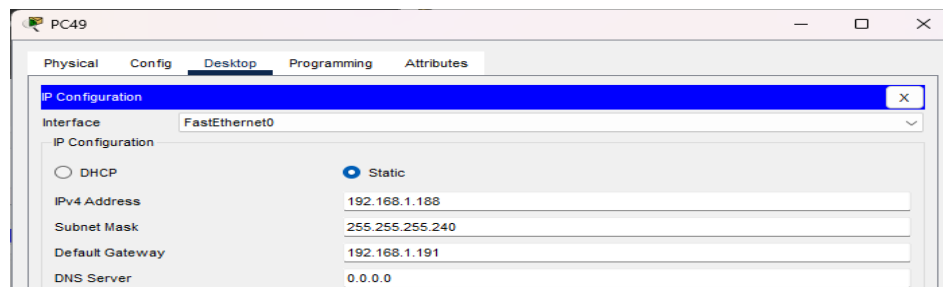 PC49
Physical Config Desktop Programming Attributes
IP Configuration X
Interface FastEthernet0
IP Configuration
DHCP Static
IPv4 Address 192.168.1.188
Subnet Mask 255.255.255.240
Default Gateway 192.168.1.191
DNS Server 0.0.0.0